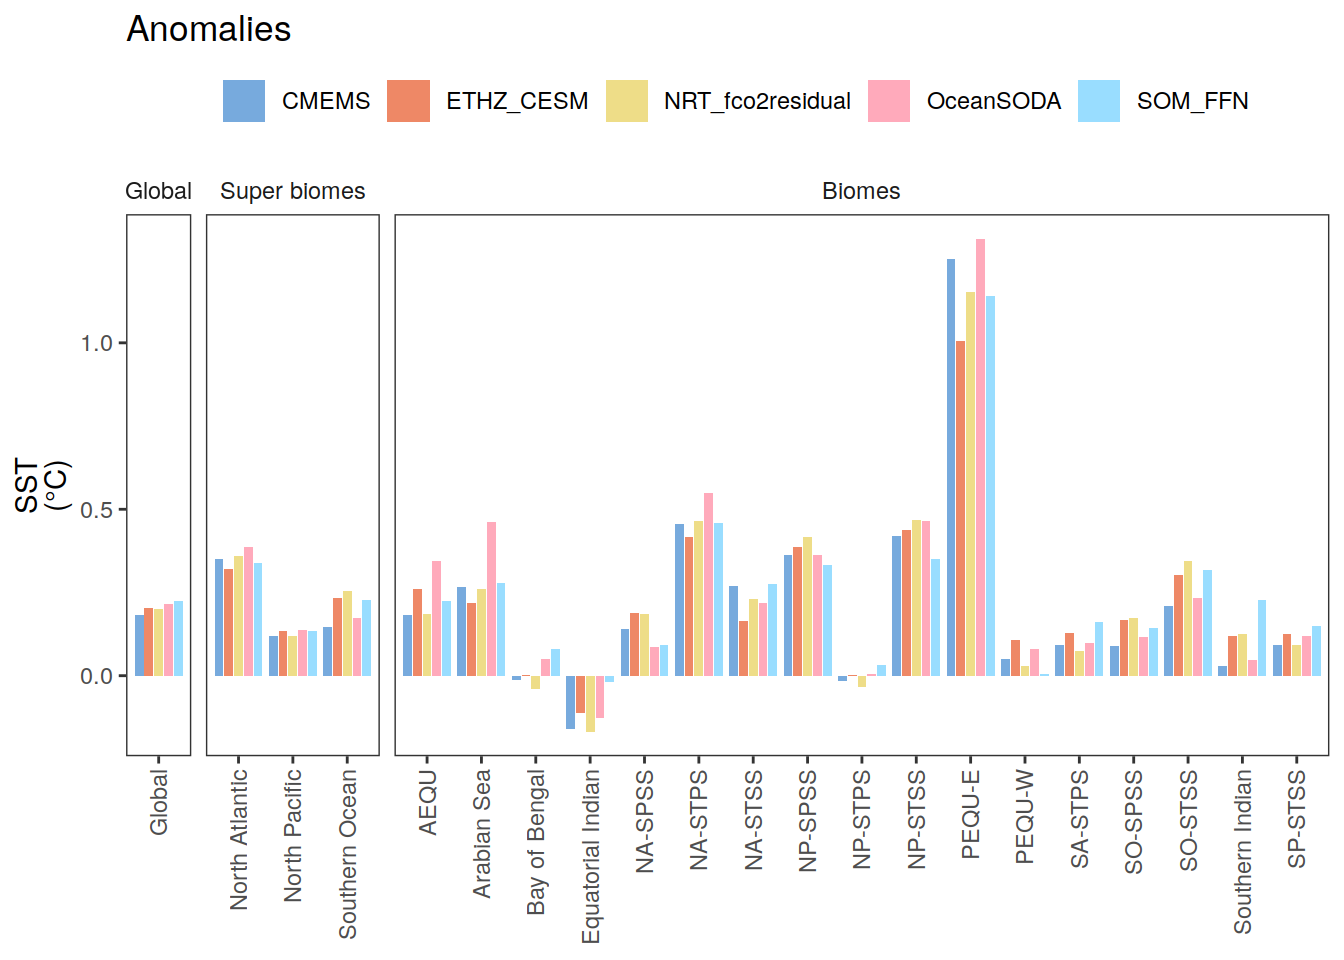 Anomalies
CMEMS ETHZ_CESM NRT_fco2residual OceanSODA SOM_FFN
Global Super biomes Biomes
SST
(°C)
1.0
0.5
0.0
Global
North Atlantic
North Pacific
Southern Ocean
AEQU
Arabian Sea
Bay of Bengal
Equatorial Indian
NA-SPSS
NA-STPS
NA-STSS
NP-SPSS
NP-STPS
NP-STSS
PEQU-E
PEQU-W
SA-STPS
SO-SPSS
SO-STSS
Southern Indian
SP-STSS